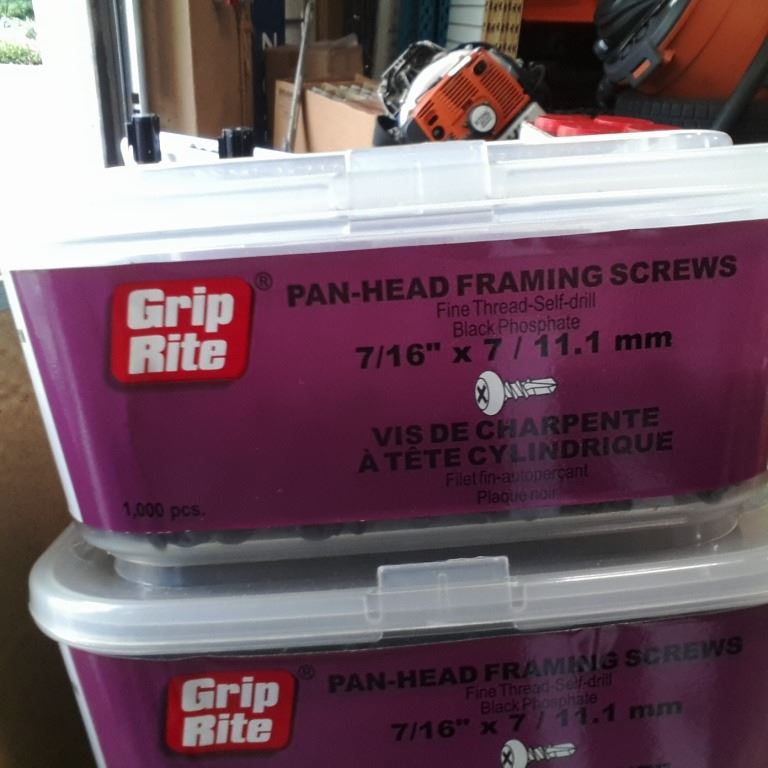 Grip
Rite
®
PAN-HEAD FRAMING SCREWS
Fine Thread-Self-drill
Black Phosphate
7/16" x 7 / 11.1 mm
VIS DE CHARPENTE
À TÊTE CYLINDRIQUE
Filet fin-autoperçant
Plaque noir
1,000 pcs.
Grip
Rite
®
PAN-HEAD FRAMING SCREWS
Fine Thread-Self-drill
Black Phosphate
7/16" x 7 / 11.1 mm
N